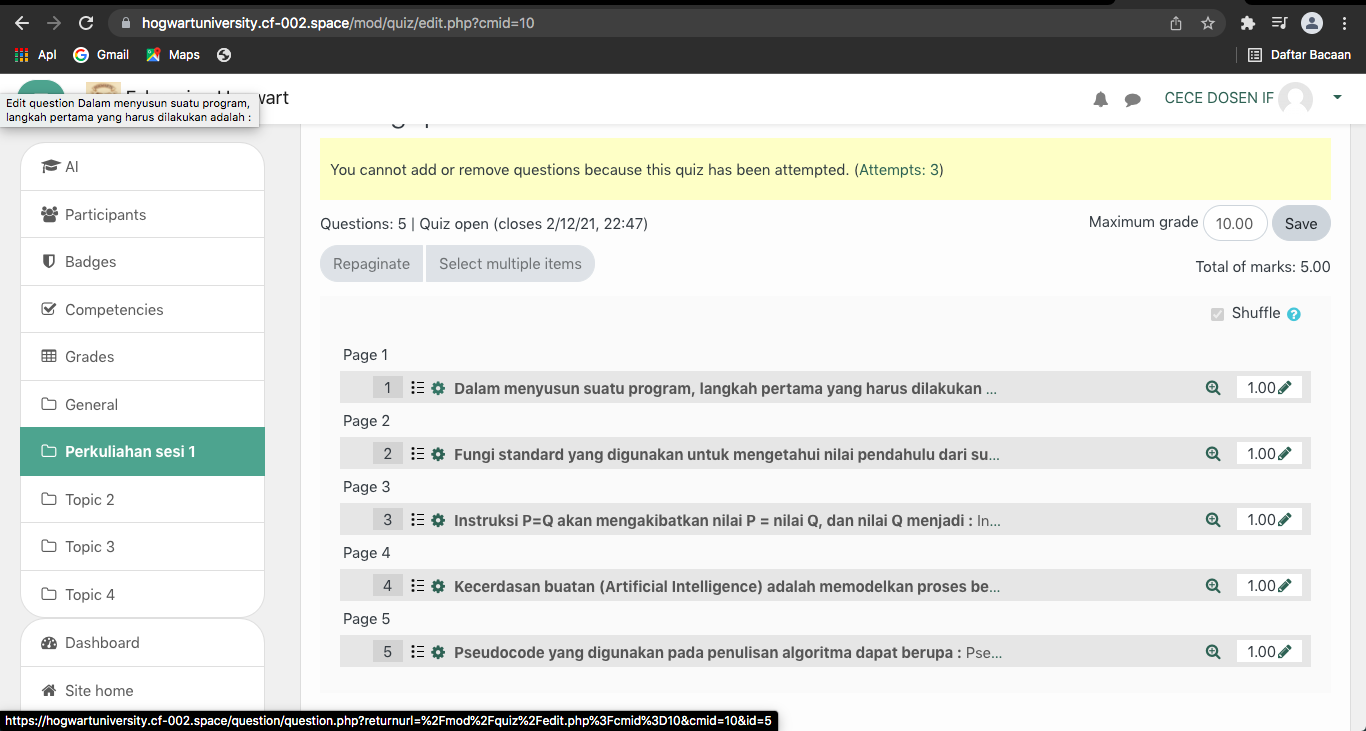 hogwartuniversity.cf-002.space/mod/quiz/edit.php?cmid=10
Apl Gmail Maps Daftar Bacaan
wart
Edit question Dalam menyusun suatu program,
langkah pertama yang harus dilakukan adalah :
CECE DOSEN IF
AI
Participants
Badges
Competencies
Grades
General
Perkuliahan sesi 1
Topic 2
Topic 3
Topic 4
Dashboard
Site home
You cannot add or remove questions because this quiz has been attempted. (Attempts: 3)
Questions: 5 | Quiz open (closes 2/12/21, 22:47)
Maximum grade 10.00 Save
Repaginate Select multiple items
Total of marks: 5.00
Shuffle
Page 1
1 Dalam menyusun suatu program, langkah pertama yang harus dilakukan ... 1.00
Page 2
2 Fungi standard yang digunakan untuk mengetahui nilai pendahulu dari su... 1.00
Page 3
3 Instruksi P=Q akan mengakibatkan nilai P = nilai Q, dan nilai Q menjadi : In... 1.00
Page 4
4 Kecerdasan buatan (Artificial Intelligence) adalah memodelkan proses be... 1.00
Page 5
5 Pseudocode yang digunakan pada penulisan algoritma dapat berupa : Pse... 1.00
https://hogwartuniversity.cf-002.space/question/question.php?returnurl=%2Fmod%2Fquiz%2Fedit.php%3Fcmid%3D10&cmid=10&id=5